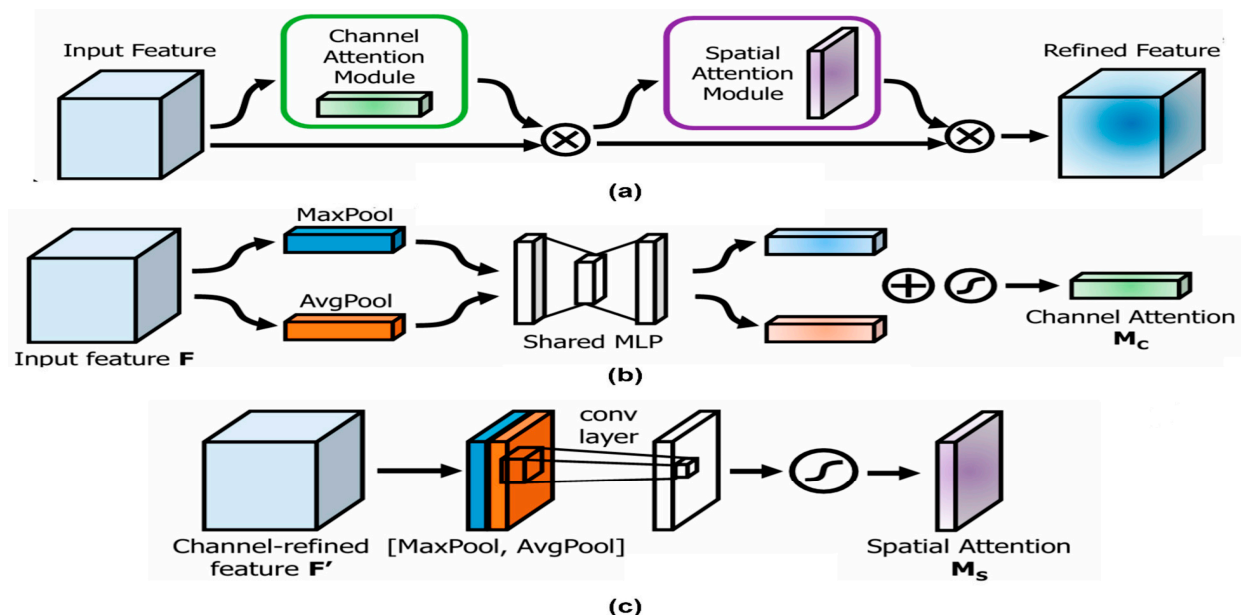 Input Feature
Channel
Attention
Module
Spatial
Attention
Module
Refined Feature
(a)
MaxPool
AvgPool
Input feature F
Shared MLP
Channel Attention
Mc
(b)
conv
layer
Channel-refined
feature F'
[MaxPool, AvgPool]
Spatial Attention
Ms
(c)